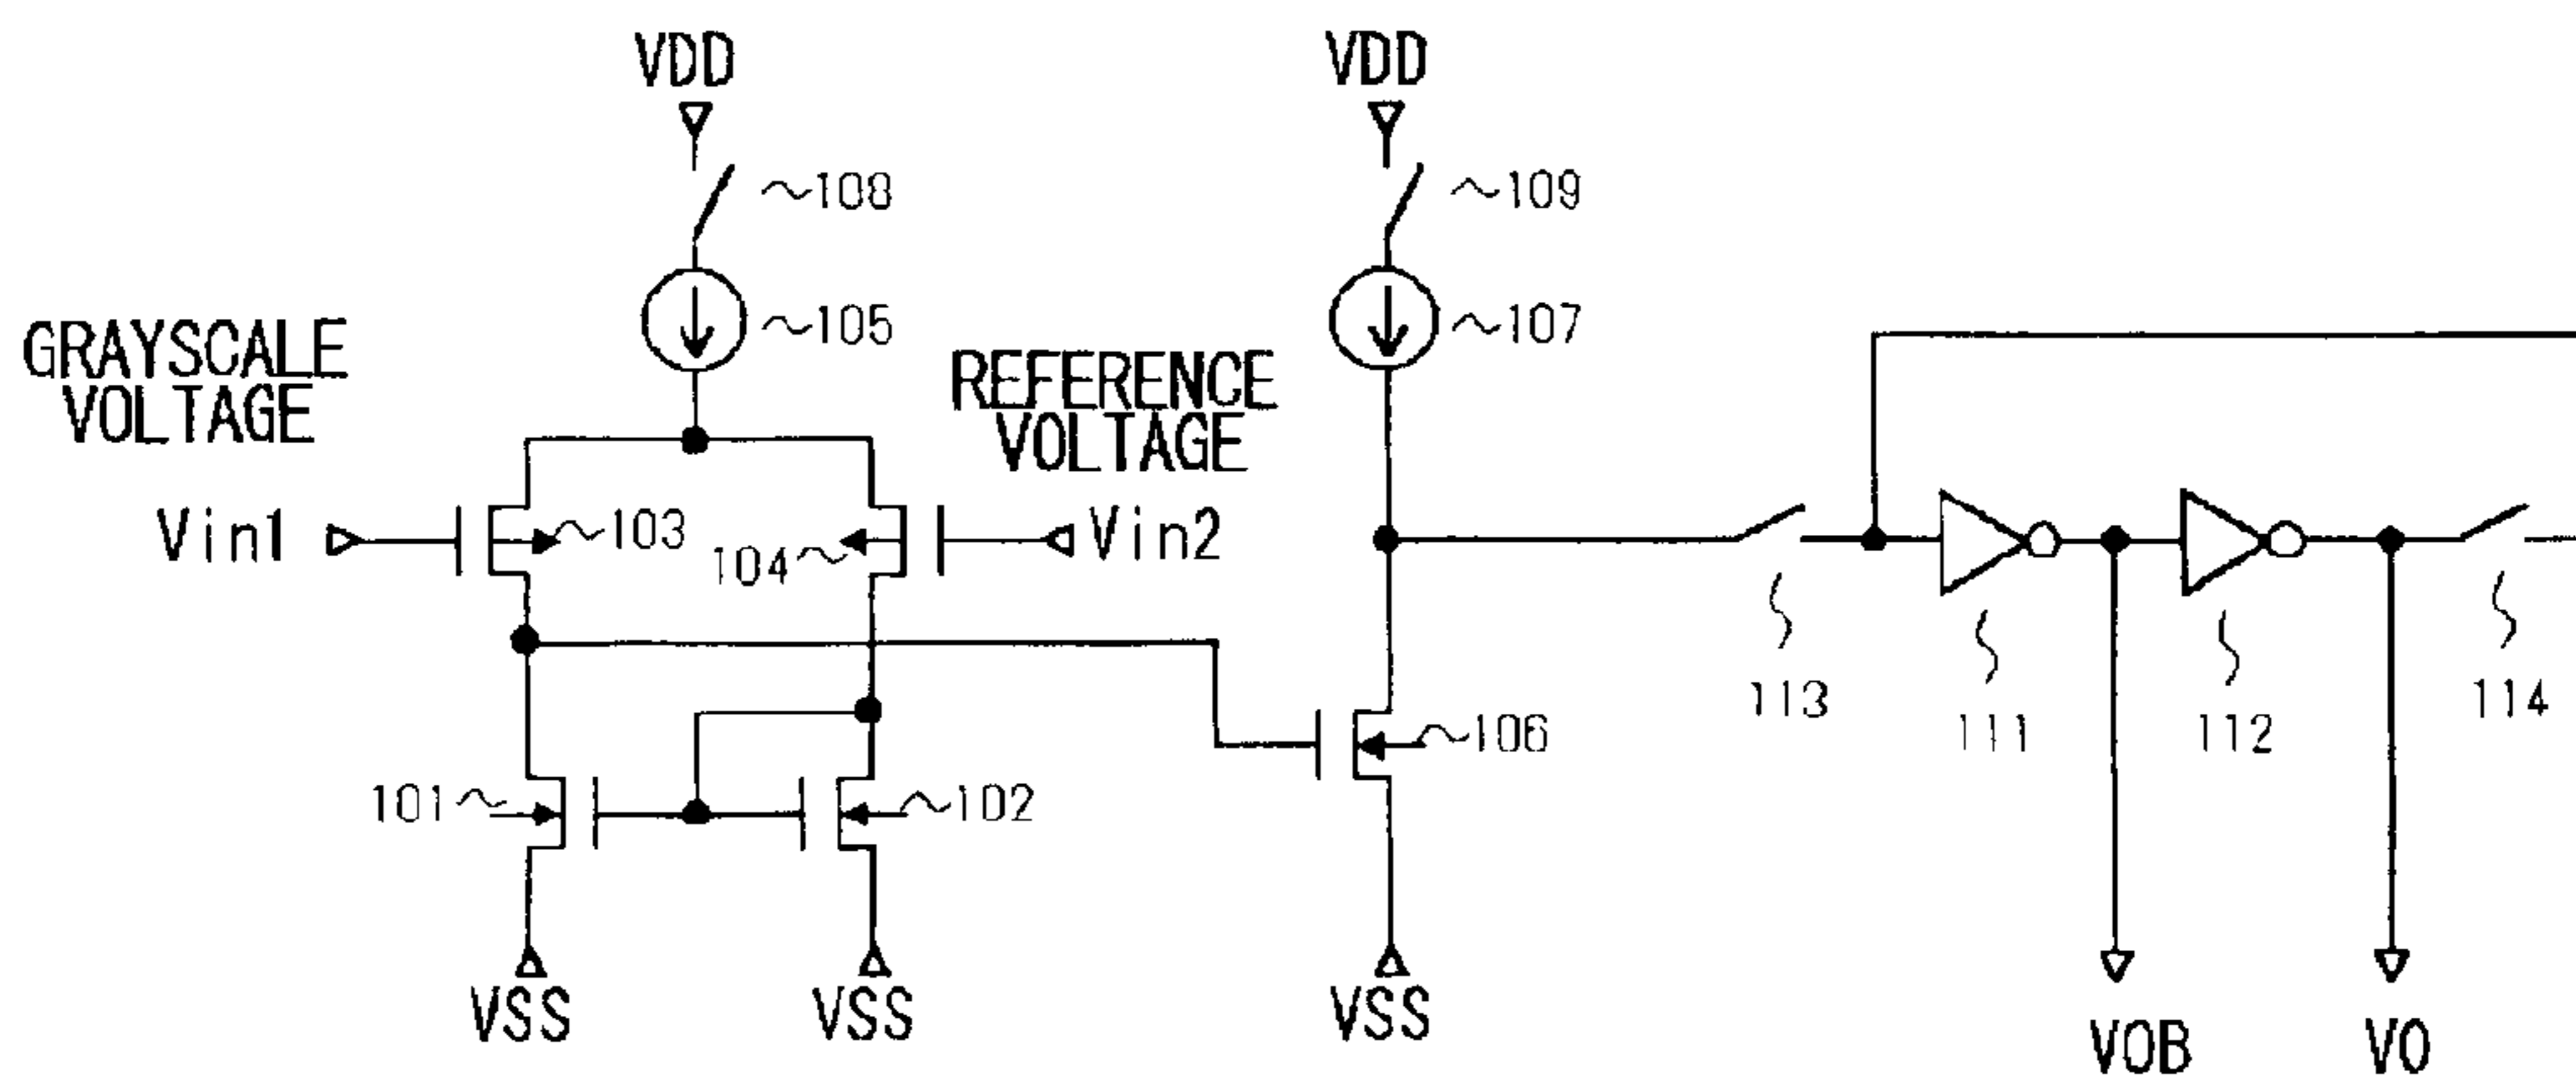 VDD
VDD
108
109
105
107
GRAYSCALE
VOLTAGE
REFERENCE
VOLTAGE
Vin1
103
104
Vin2
113
111
112
114
106
101
102
VSS
VSS
VSS
VOB
VO